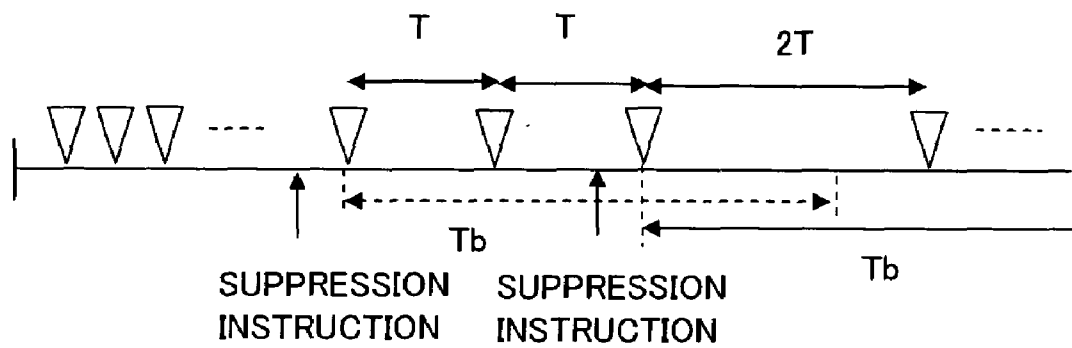 T
T
2T
Tb
Tb
SUPPRESSION
INSTRUCTION
SUPPRESSION
INSTRUCTION